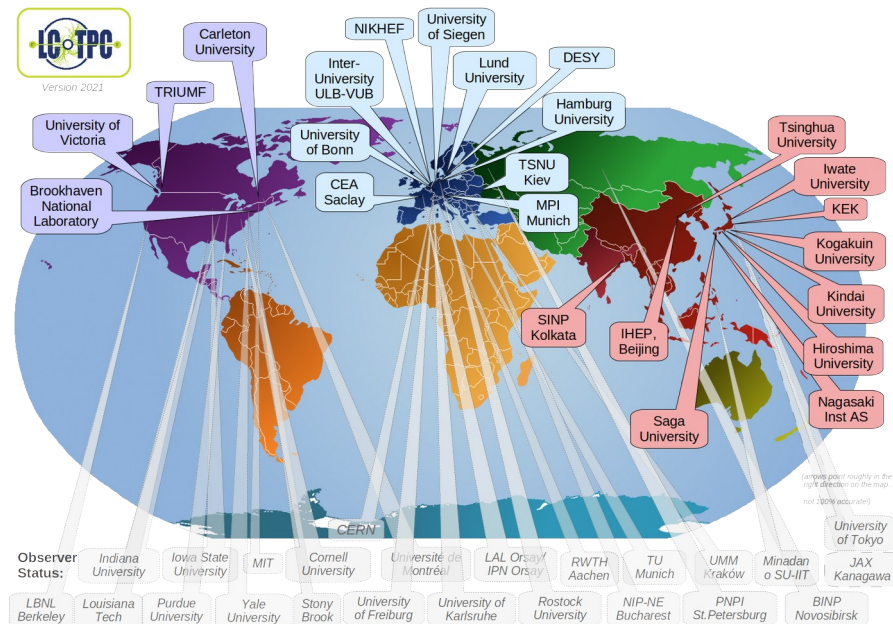 LC TPC
Version 2021
Carleton
University
TRIUMF
University of
Victoria
Brookhaven
National
Laboratory
NIKHEF
University
of Siegen
Inter-
University
ULB-VUB
Lund
University
DESY
Hamburg
University
University
of Bonn
TSNU
Kiev
CEA
Saclay
MPI
Munich
Tsinghua
University
Iwate
University
KEK
Kogakuin
University
Kindai
University
Hiroshima
University
Nagasaki
Inst AS
Saga
University
IHEP,
Beijing
SINP
Kolkata
(arrows point roughly in the
right direction on the map...
not 100% accurate!)
CERN
Observer
Status:
Indiana
University
Iowa State
University
MIT
Cornell
University
Université de
Montréal
LAL Orsay/
IPN Orsay
RWTH
Aachen
TU
Munich
UMM
Kraków
Minadan
o SU-IIT
University
of Tokyo
JAX
Kanagawa
LBNL
Berkeley
Louisiana
Tech
Purdue
University
Yale
University
Stony
Brook
University
of Freiburg
University of
Karlsruhe
Rostock
University
NIP-NE
Bucharest
PNPI
St.Petersburg
BINP
Novosibirsk